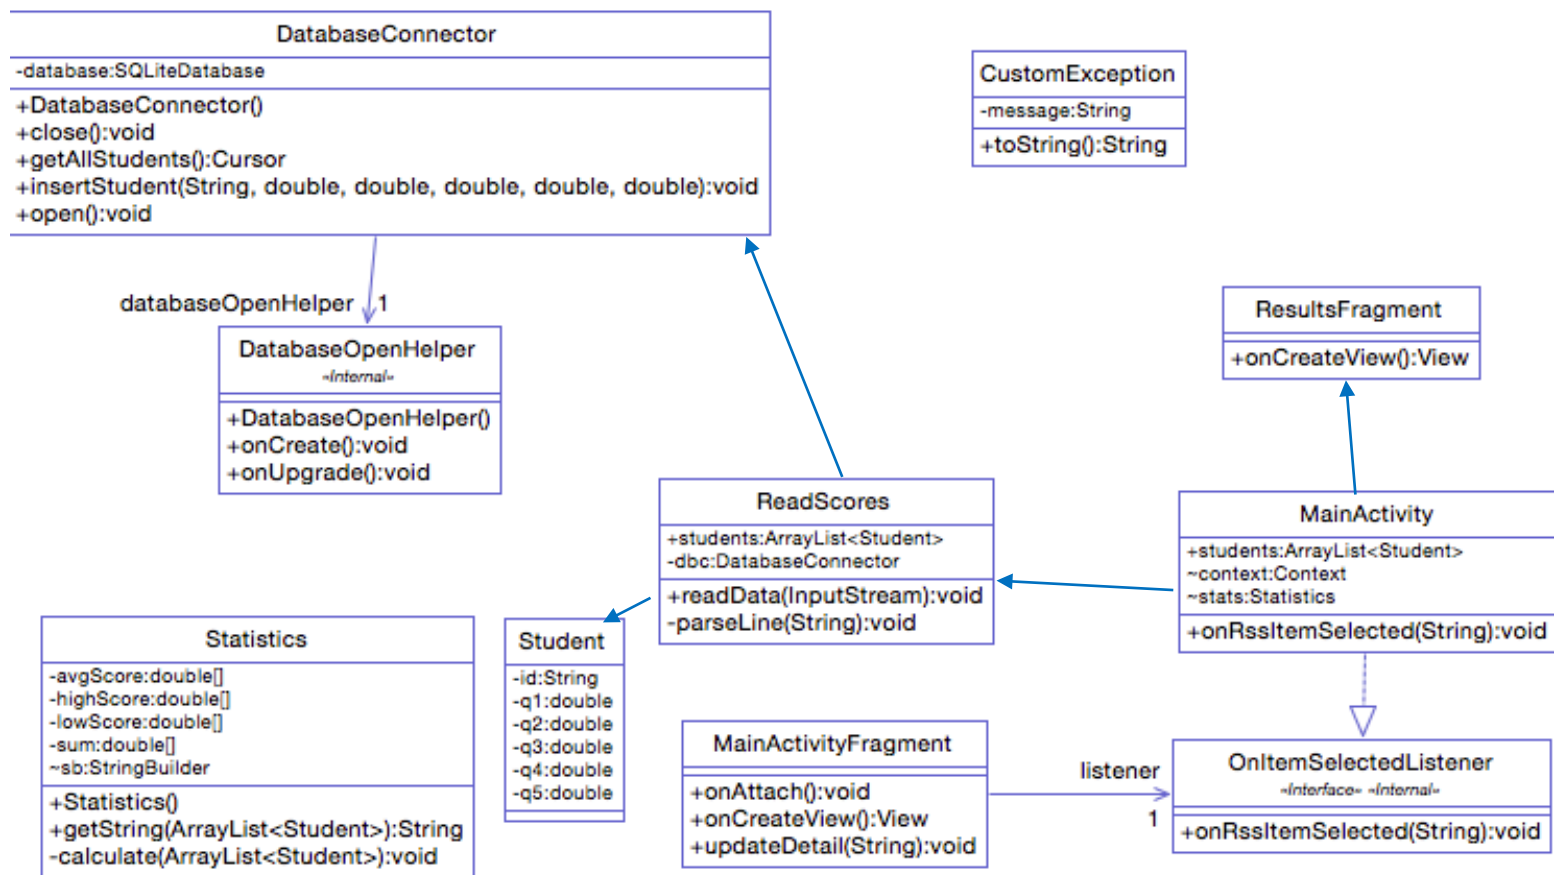 DatabaseConnector
-database:SQLiteDatabase
+DatabaseConnector()
+close():void
+getAllStudents():Cursor
+insertStudent(String, double, double, double, double, double):void
+open():void
CustomException
-message:String
+toString():String
databaseOpenHelper 1
DatabaseOpenHelper
«Internal»
+DatabaseOpenHelper()
+onCreate():void
+onUpgrade():void
ResultsFragment
+onCreateView():View
ReadScores
+students:ArrayList<Student>
-dbc:DatabaseConnector
+readData(InputStream):void
-parseLine(String):void
MainActivity
+students:ArrayList<Student>
~context:Context
~stats:Statistics
+onRssItemSelected(String):void
Statistics
-avgScore:double[]
-highScore:double[]
-lowScore:double[]
-sum:double[]
~sb:StringBuilder
+Statistics()
+getString(ArrayList<Student>):String
-calculate(ArrayList<Student>):void
Student
-id:String
-q1:double
-q2:double
-q3:double
-q4:double
-q5:double
MainActivityFragment
+onAttach():void
+onCreateView():View
+updateDetail(String):void
listener
1
OnItemSelectedListener
«Interface» «Internal»
+onRssItemSelected(String):void